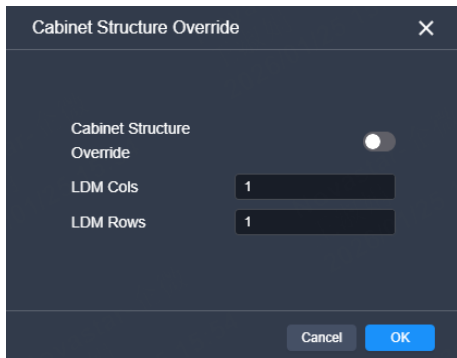 Cabinet Structure Override
Cabinet Structure
Override
LDM Cols 1
LDM Rows 1
Cancel OK